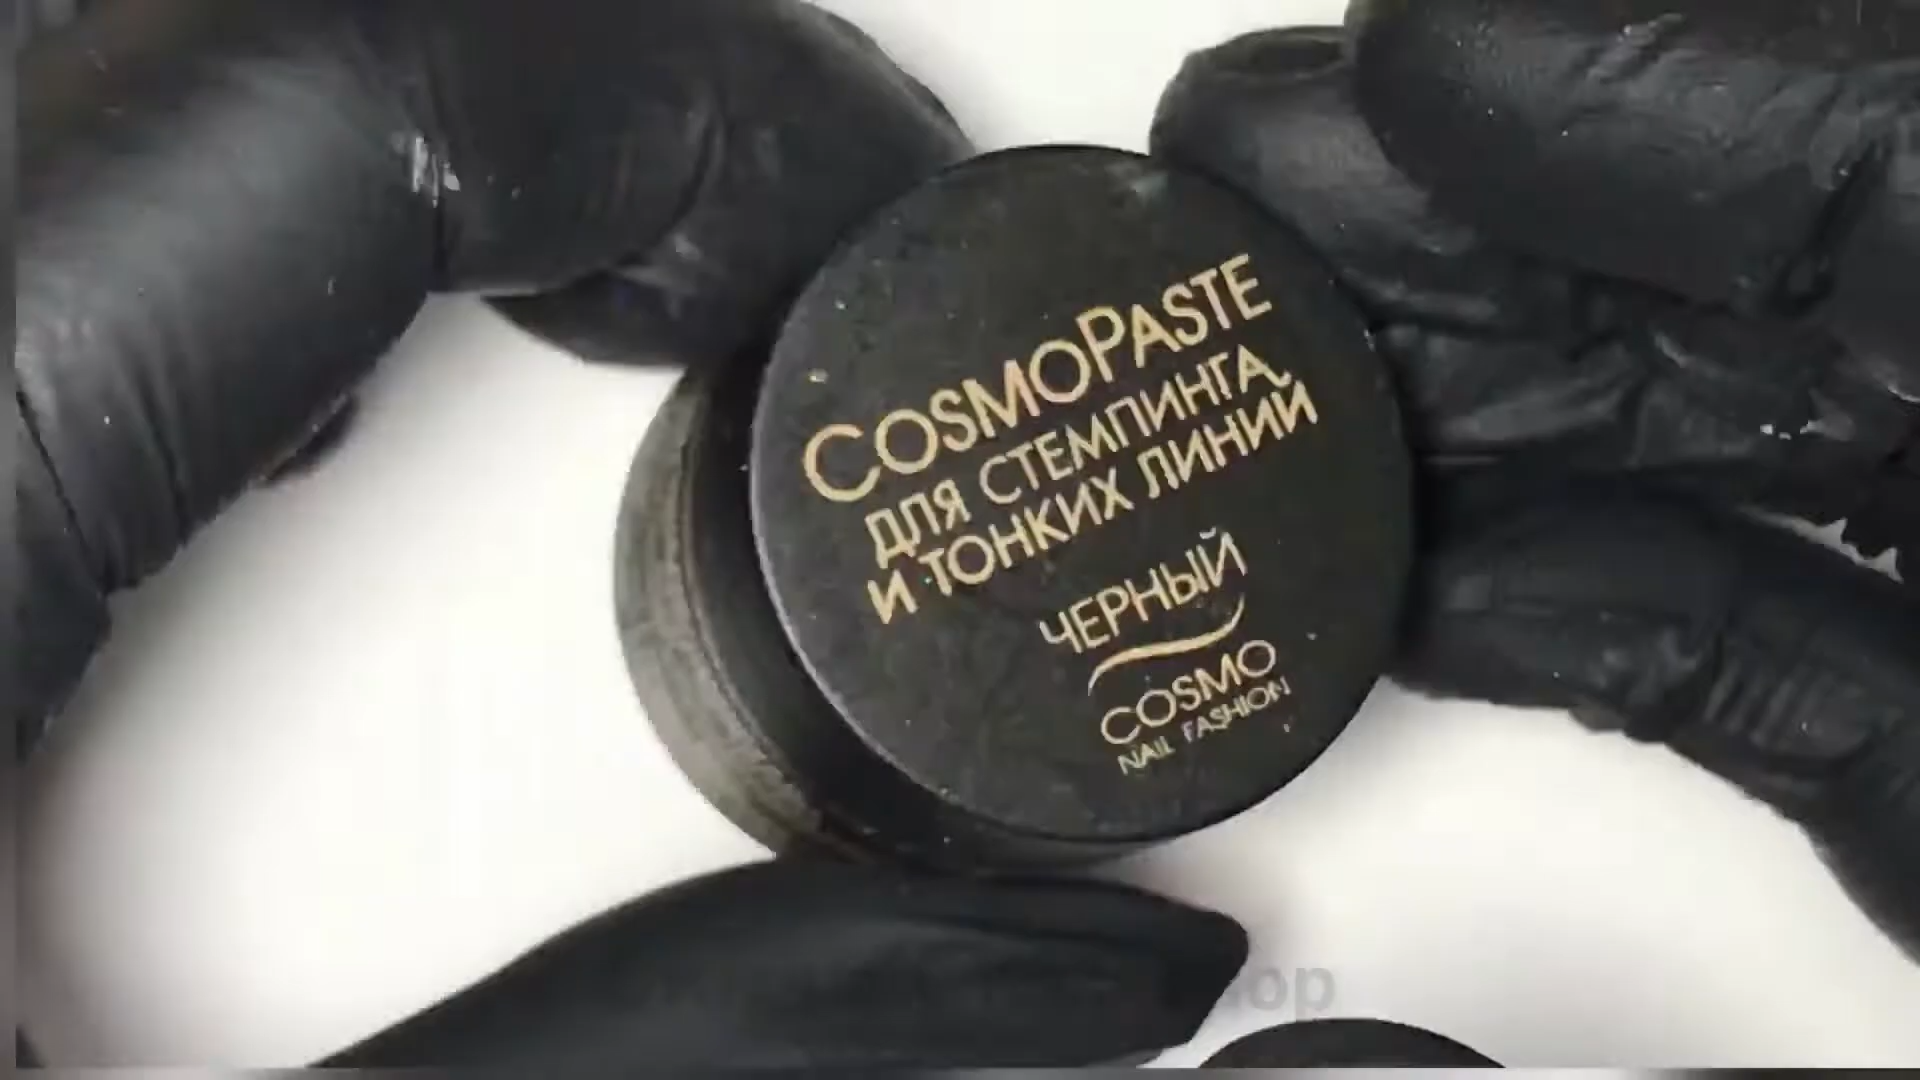 COSMOPASTE
ДЛЯ СТЕМПИНГА
И ТОНКИХ ЛИНИЙ
ЧЕРНЫЙ
COSMO
NAIL FASHION